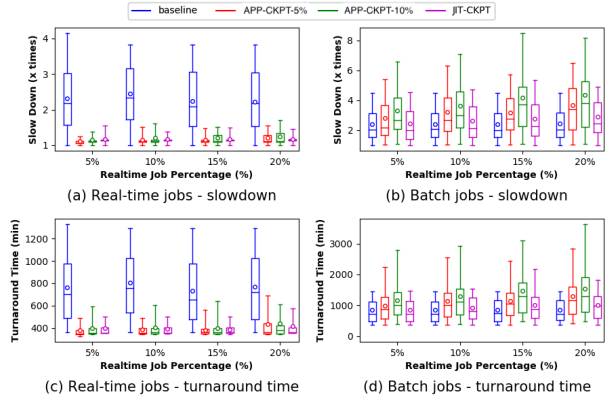 baseline APP-CKPT-5% APP-CKPT-10% JIT-CKPT
Slow Down (x times)
4
3
2
1
5% 10% 15% 20%
Realtime Job Percentage (%)
(a) Real-time jobs - slowdown
Slow Down (x times)
8
6
4
2
5% 10% 15% 20%
Realtime Job Percentage (%)
(b) Batch jobs - slowdown
Turnaround Time (min)
1200
1000
800
600
400
5% 10% 15% 20%
Realtime Job Percentage (%)
(c) Real-time jobs - turnaround time
Turnaround Time (min)
3000
2000
1000
0
5% 10% 15% 20%
Realtime Job Percentage (%)
(d) Batch jobs - turnaround time